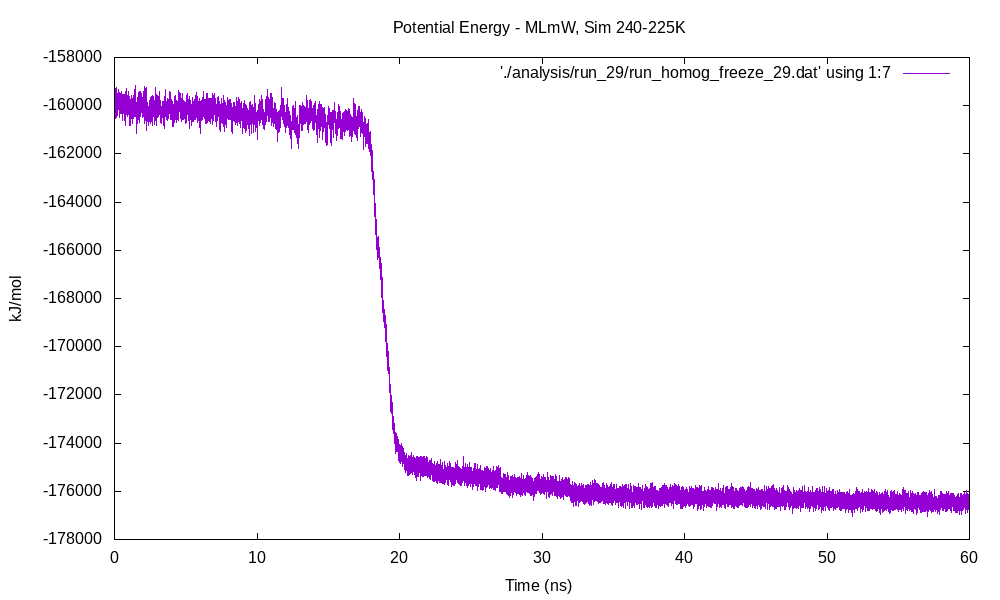 Potential Energy - MLmW, Sim 240-225K
'./analysis/run_29/run_homog_freeze_29.dat' using 1:7
-158000
-160000
-162000
-164000
-166000
-168000
-170000
-172000
-174000
-176000
-178000
kJ/mol
0 10 20 30 40 50 60
Time (ns)